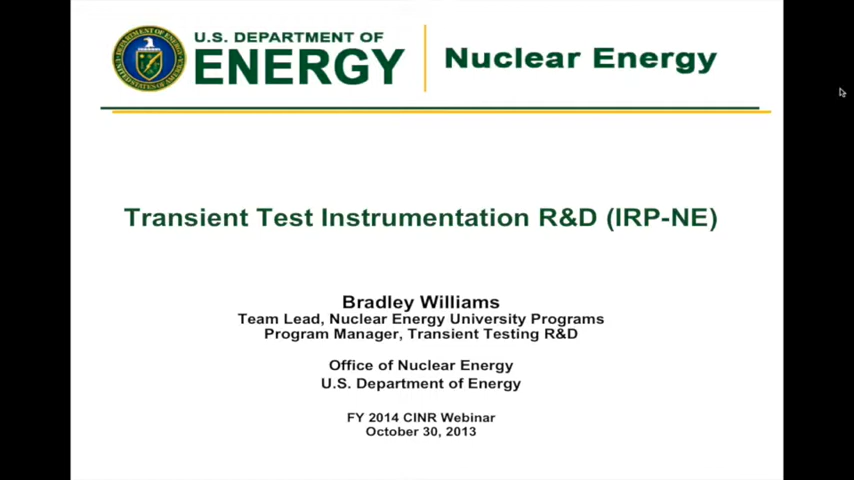 U.S. DEPARTMENT OF
ENERGY
Nuclear Energy
Transient Test Instrumentation R&D (IRP-NE)
Bradley Williams
Team Lead, Nuclear Energy University Programs
Program Manager, Transient Testing R&D
Office of Nuclear Energy
U.S. Department of Energy
FY 2014 CINR Webinar
October 30, 2013